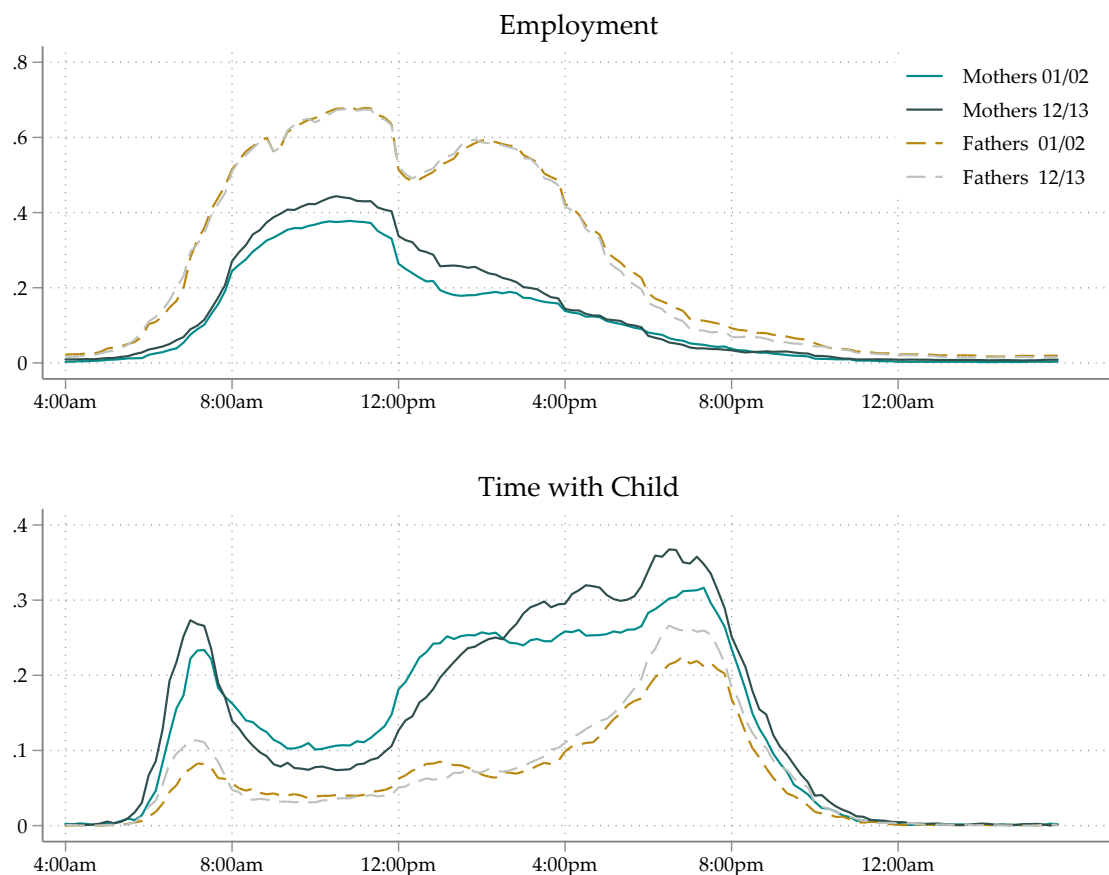 Employment
.8
.6
.4
.2
0
4:00am 8:00am 12:00pm 4:00pm 8:00pm 12:00am
Mothers 01/02
Mothers 12/13
Fathers 01/02
Fathers 12/13
Time with Child
.4
.3
.2
.1
0
4:00am 8:00am 12:00pm 4:00pm 8:00pm 12:00am